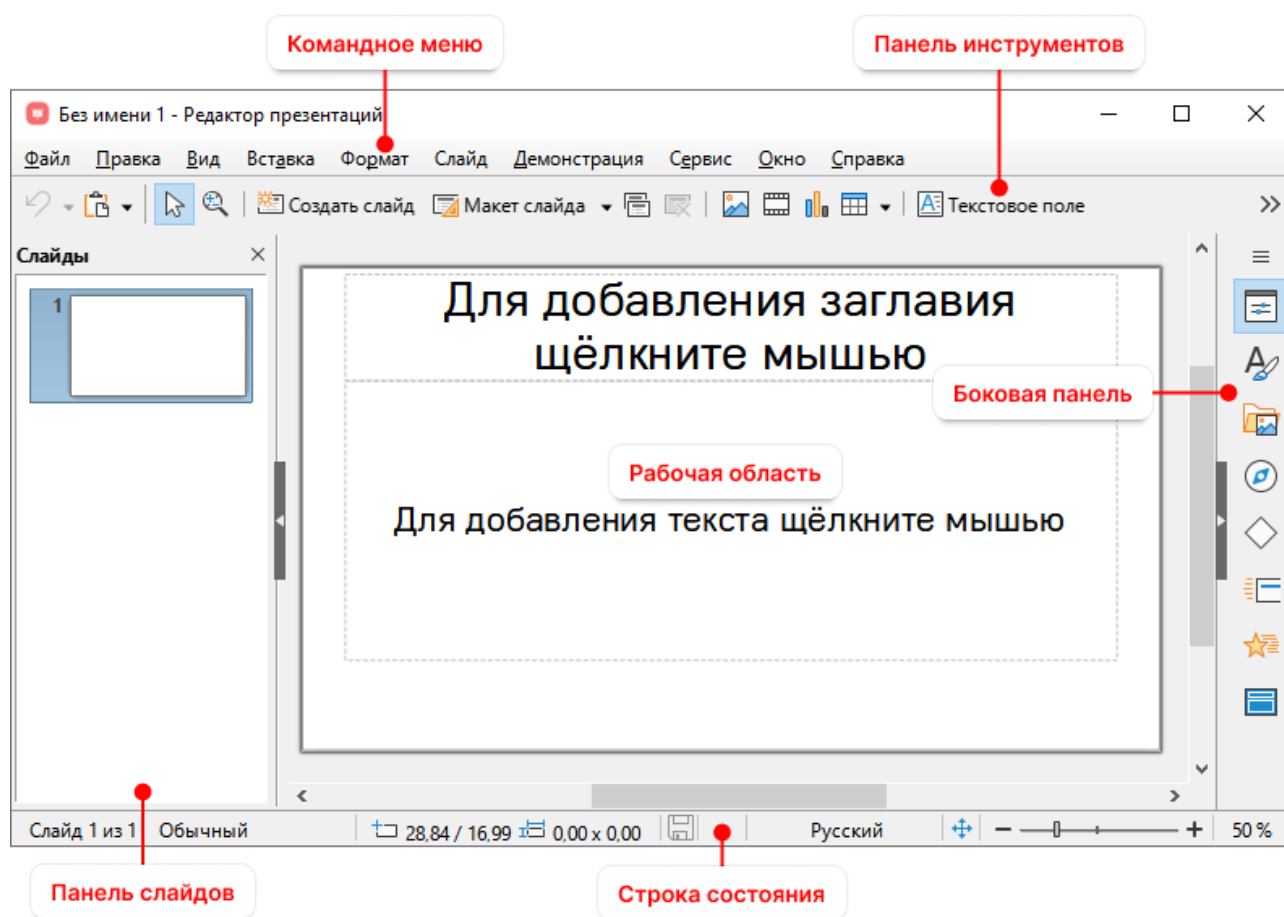 Командное меню
Панель инструментов
Без имени 1 - Редактор презентаций
Файл Правка Вид Вставка Формат Слайд Демонстрация Сервис Окно Справка
Создать слайд Макет слайда Текстовое поле
Слайды
1
Для добавления заглавия
щёлкните мышью
Боковая панель
Рабочая область
Для добавления текста щёлкните мышью
Слайд 1 из 1 Обычный 28,84 / 16,99 0,00 x 0,00 Русский 50 %
Панель слайдов
Строка состояния